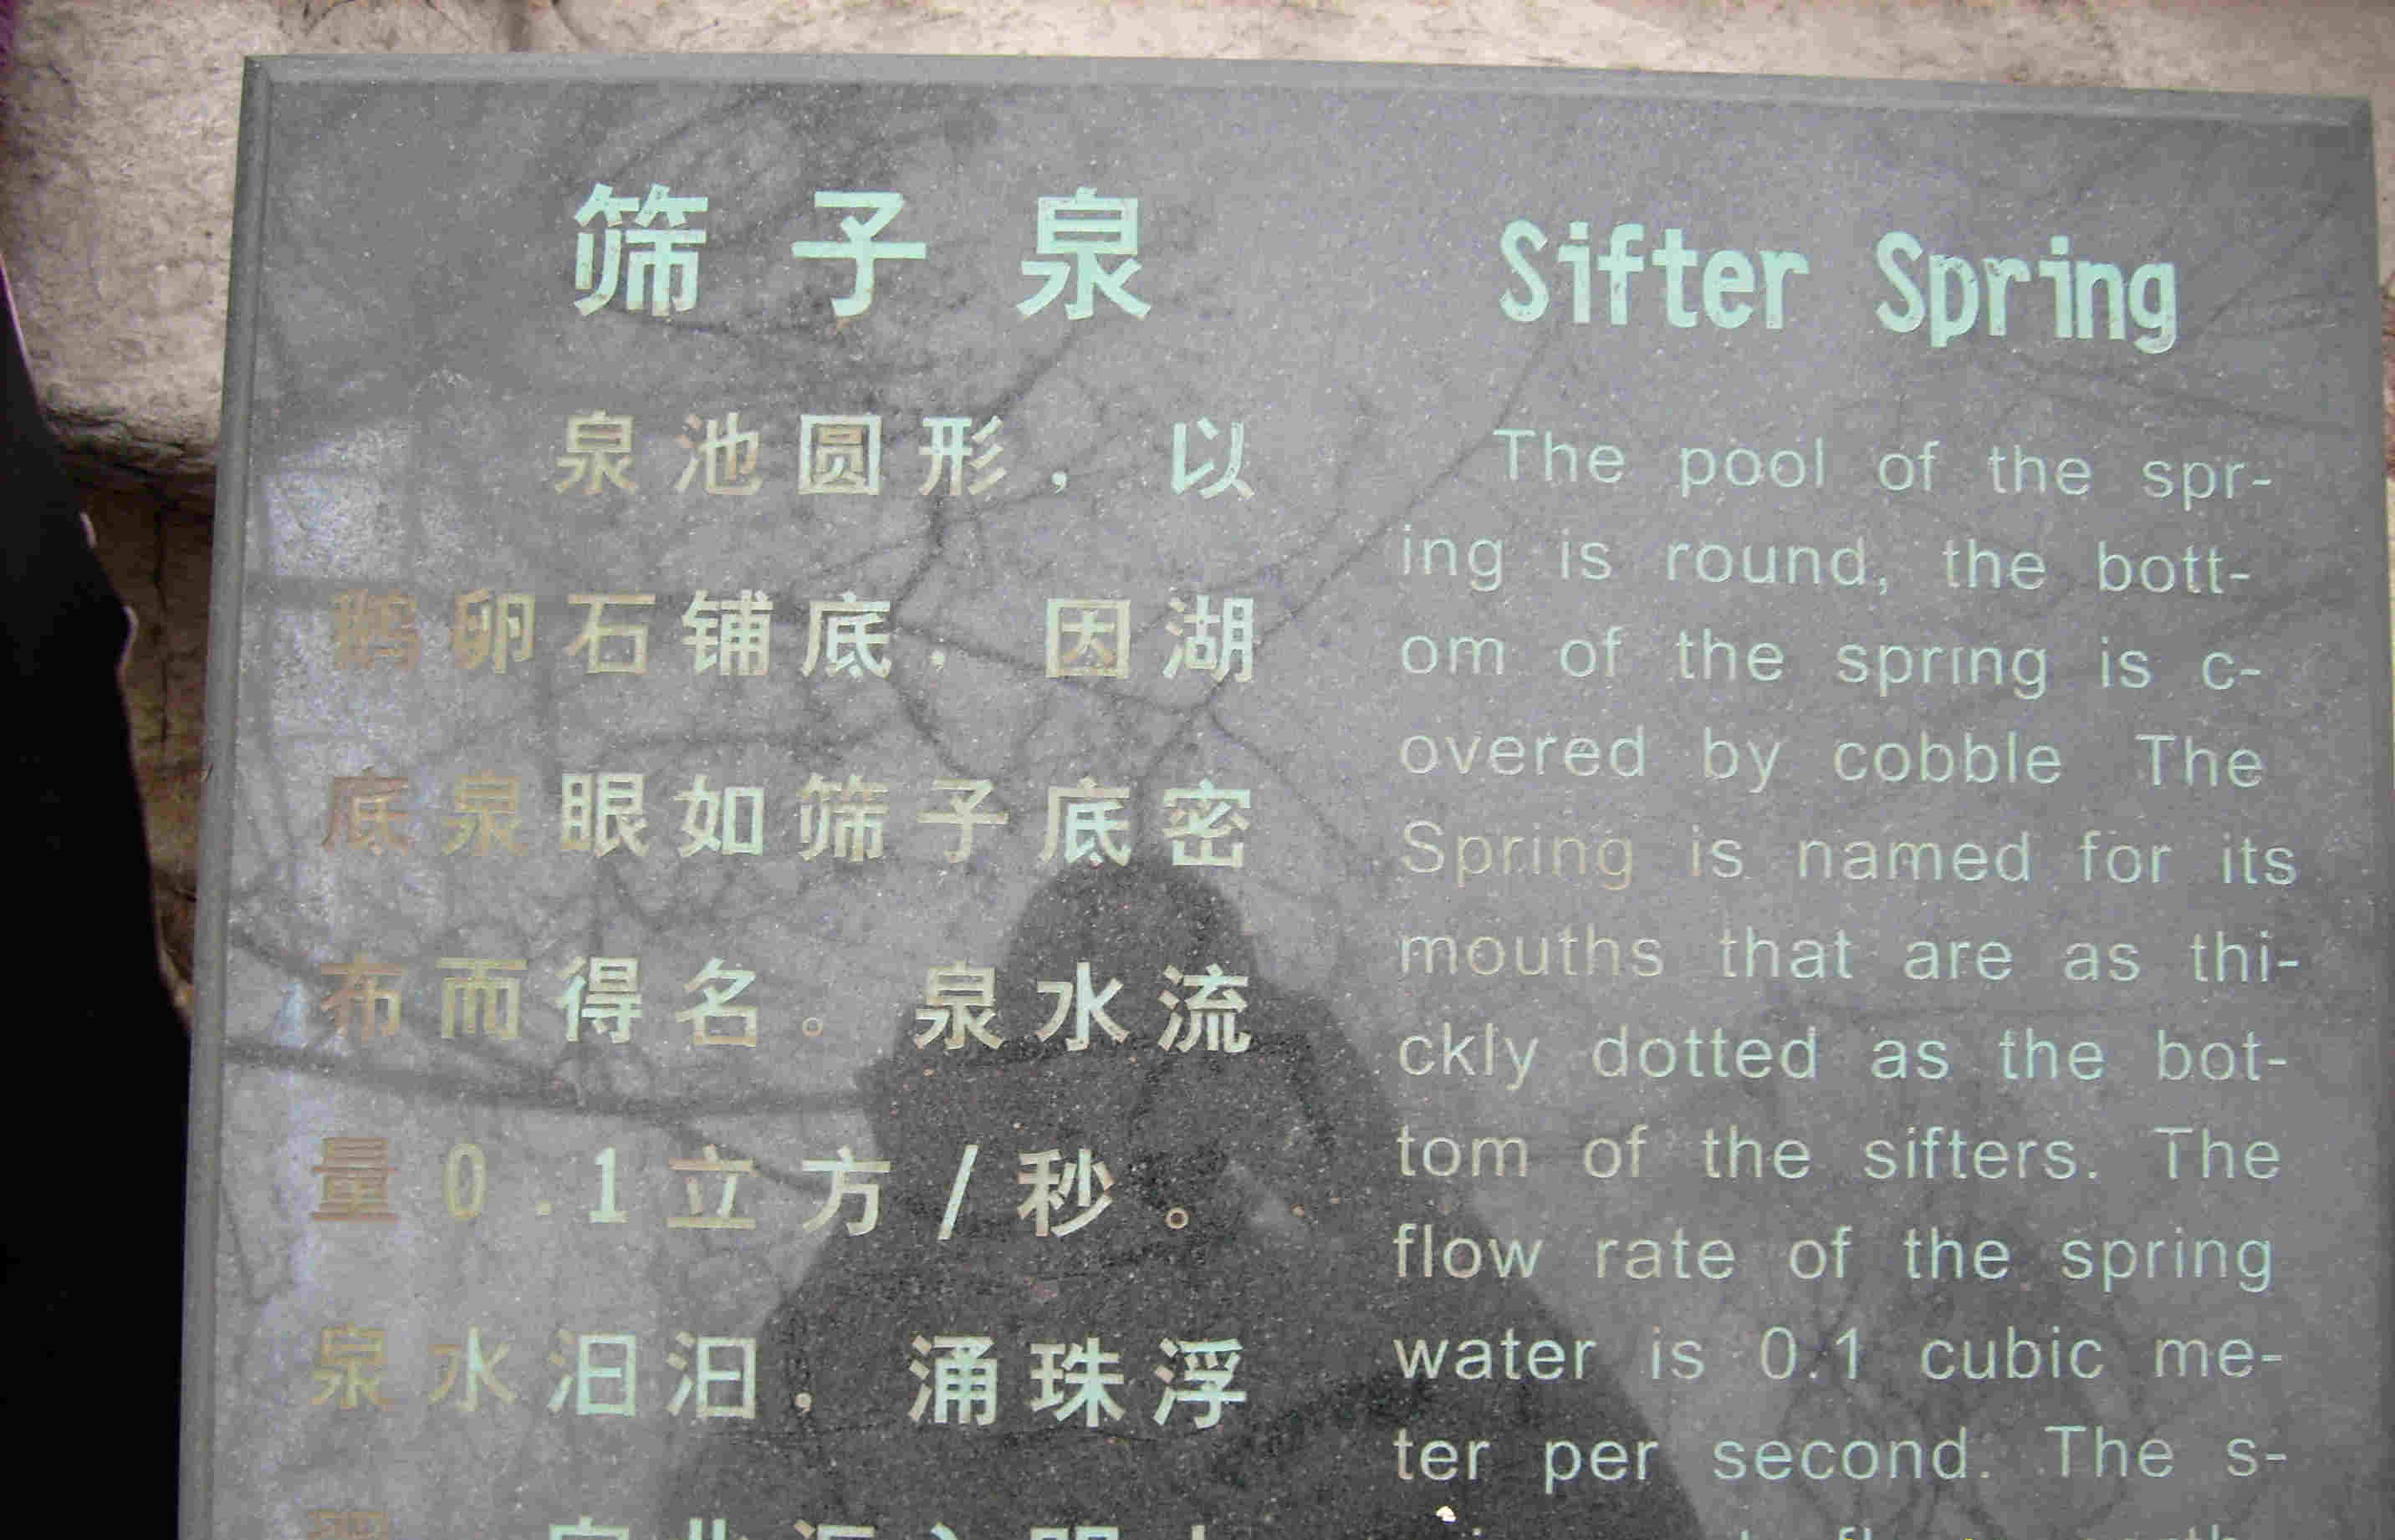 筛子泉
泉池圆形，以
鹅卵石铺底，因湖
底泉眼如筛子底密
布而得名。泉水流
量0.1立方/秒。
泉水汩汩，涌珠浮
Sifter Spring
The pool of the spr-
ing is round, the bott-
om of the spring is c-
overed by cobble The
Spring is named for its
mouths that are as thi-
ckly dotted as the bot-
tom of the sifters. The
flow rate of the spring
water is 0.1 cubic me-
ter per second. The s-